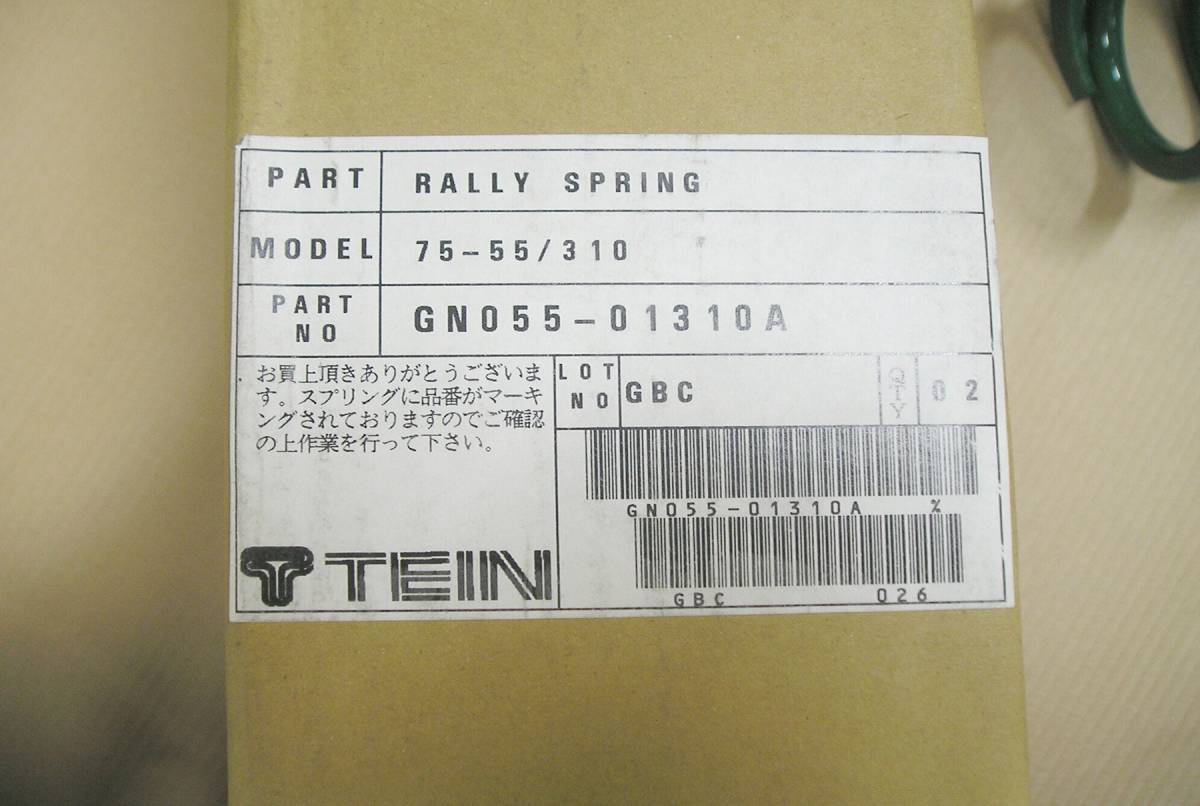 PART RALLY SPRING
MODEL 75-55/310
PART NO GN055-01310A
お買上頂きありがとうございま
す。スプリングに品番がマーキ
ングされておりますのでご確認
の上作業を行って下さい。
LOT NO GBC QTY 02
GN055-01310A %
GBC Q26
TEIN